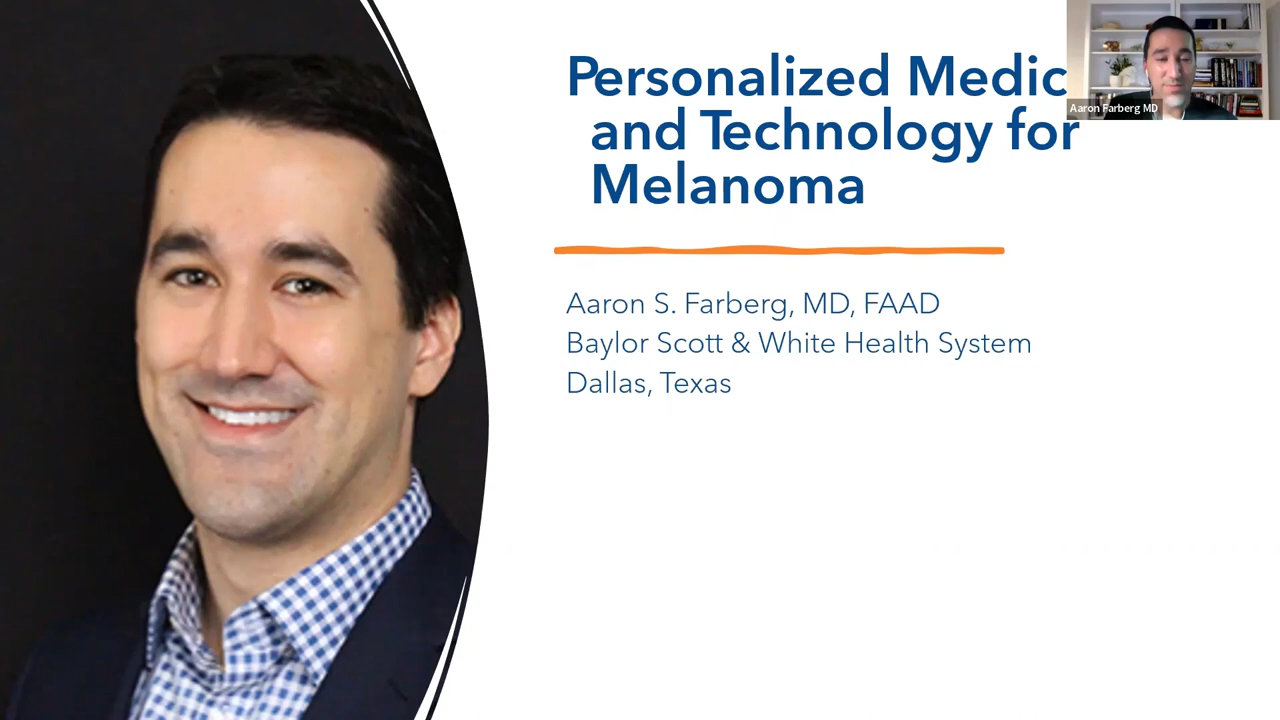 Personalized Medic
and Technology for
Melanoma
Aaron Farberg MD
Aaron S. Farberg, MD, FAAD
Baylor Scott & White Health System
Dallas, Texas